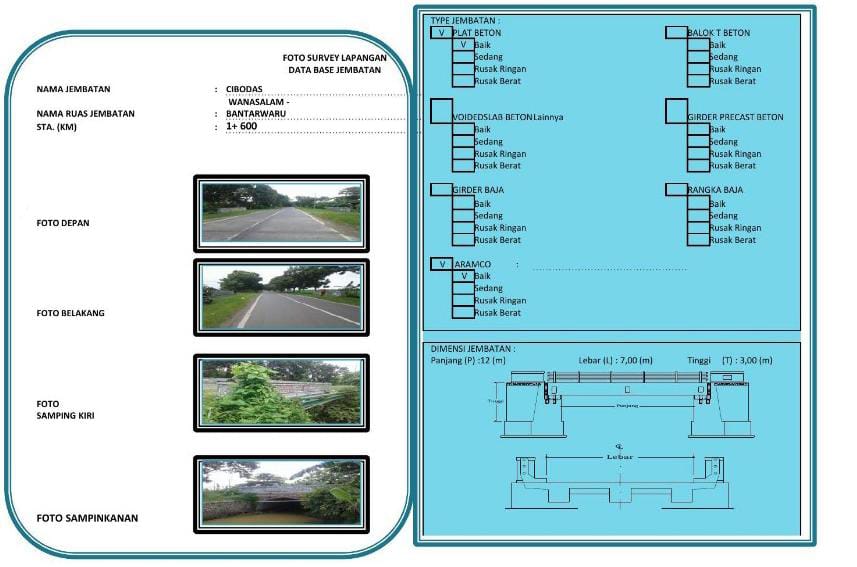 FOTO SURVEY LAPANGAN
DATA BASE JEMBATAN
NAMA JEMBATAN : CIBODAS
WANASALAM -
NAMA RUAS JEMBATAN : BANTARWARU
STA. (KM) : 1+ 600
FOTO DEPAN
FOTO BELAKANG
FOTO
SAMPING KIRI
FOTO SAMPINKANAN
TYPE JEMBATAN :
V PLAT BETON
V Baik
Sedang
Rusak Ringan
Rusak Berat
BALOK T BETON
Baik
Sedang
Rusak Ringan
Rusak Berat
VOIDEDSLAB BETON Lainnya
Baik
Sedang
Rusak Ringan
Rusak Berat
GIRDER PRECAST BETON
Baik
Sedang
Rusak Ringan
Rusak Berat
GIRDER BAJA
Baik
Sedang
Rusak Ringan
Rusak Berat
RANGKA BAJA
Baik
Sedang
Rusak Ringan
Rusak Berat
V ARAMCO :
V Baik
Sedang
Rusak Ringan
Rusak Berat
DIMENSI JEMBATAN :
Panjang (P) :12 (m) Lebar (L) : 7,00 (m) Tinggi (T) : 3,00 (m)
Tinggi
Panjang
Lebar